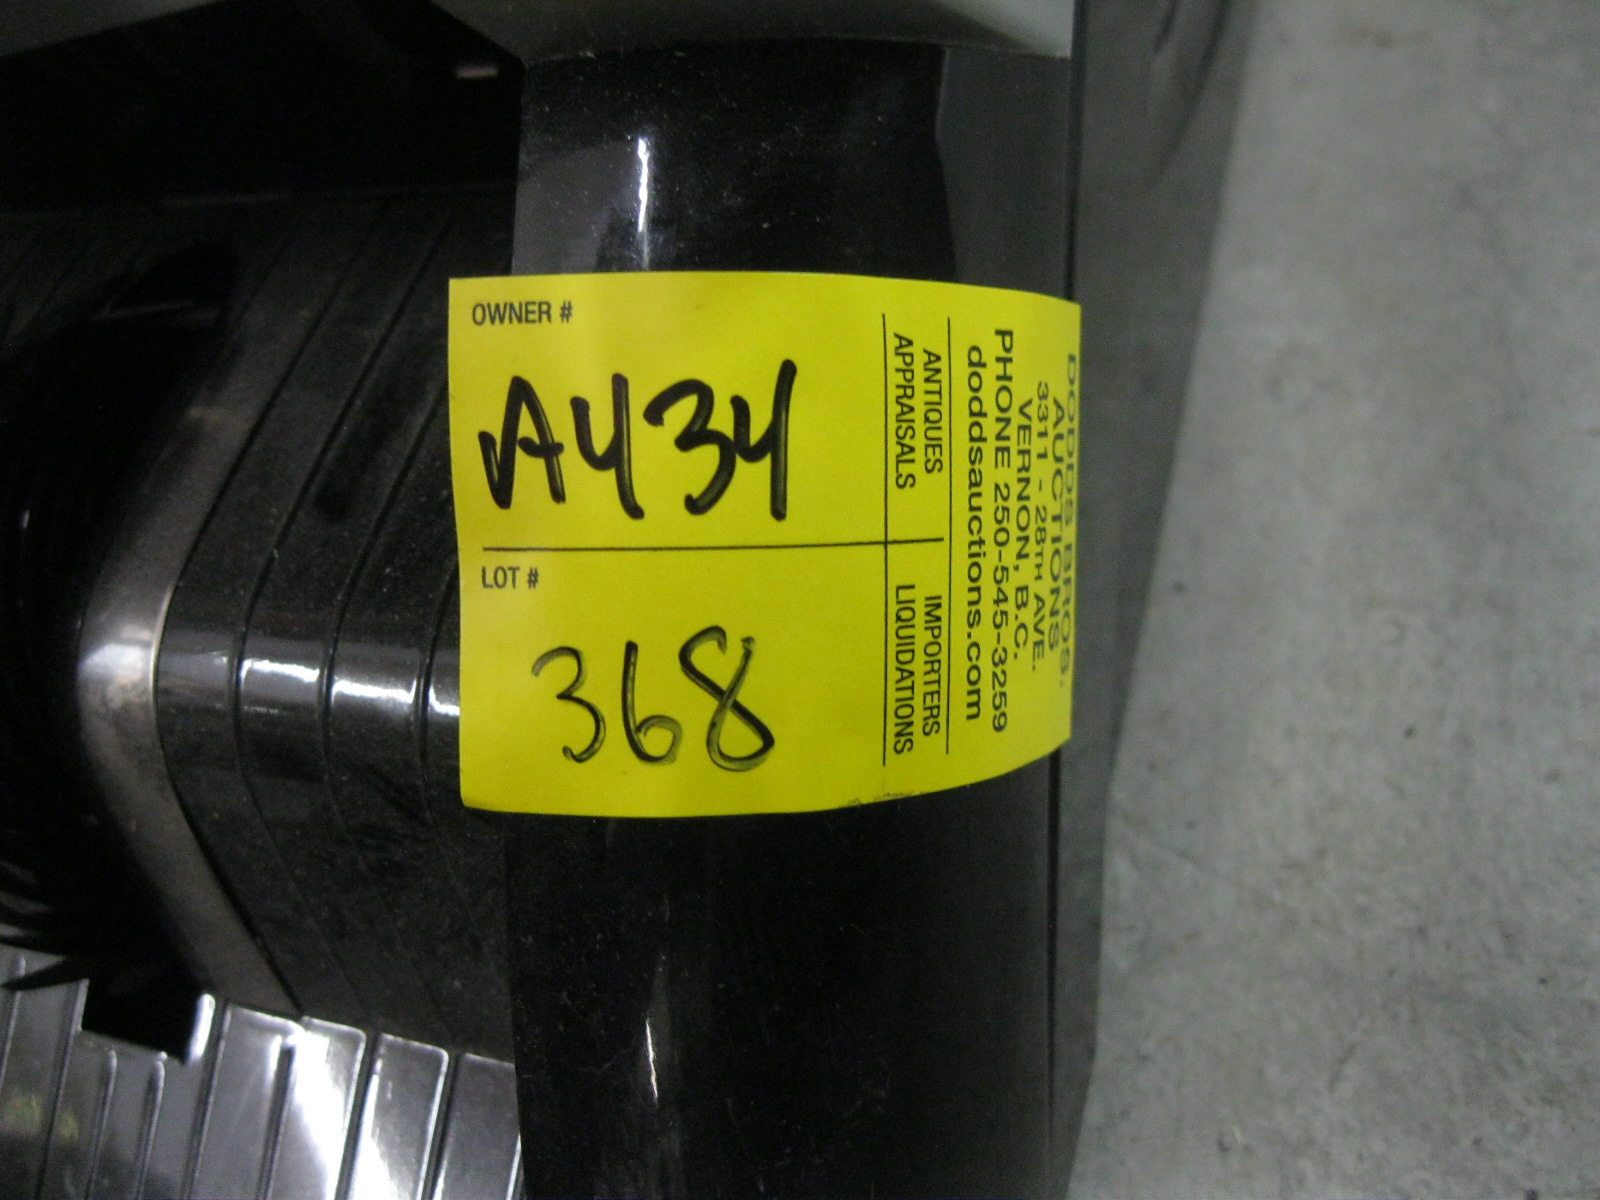 OWNER #
A434
LOT #
368
DODDS BROS.
AUCTIONS
3311 - 28TH AVE.
VERNON, B.C.
PHONE 250-545-3259
doddsauctions.com
ANTIQUES
APPRAISALS
IMPORTERS
LIQUIDATIONS